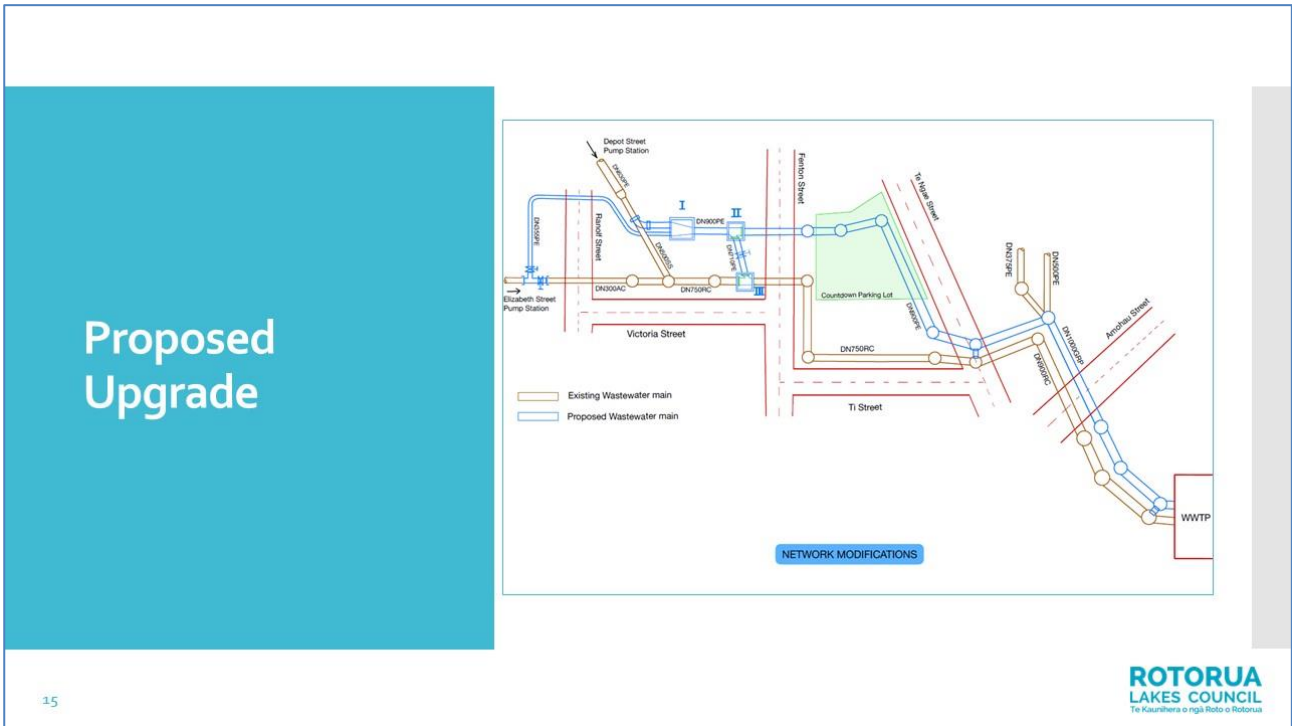 Proposed
Upgrade
Depot Street
Pump Station
DN600PE
Ranolf Street
DN355PE
I
DN900PE
II
DN710PE
III
DN500SS
DN300AC
DN750RC
Elizabeth Street
Pump Station
Victoria Street
Fenton Street
Countdown Parking Lot
Te Ngae Street
DN900PE
DN750RC
Ti Street
DN375PE
DN500PE
Amohau Street
DN1000GRP
DN900RC
WWTP
Existing Wastewater main
Proposed Wastewater main
NETWORK MODIFICATIONS
15
ROTORUA
LAKES COUNCIL
Te Kaunihera o ngā Roto o Rotorua